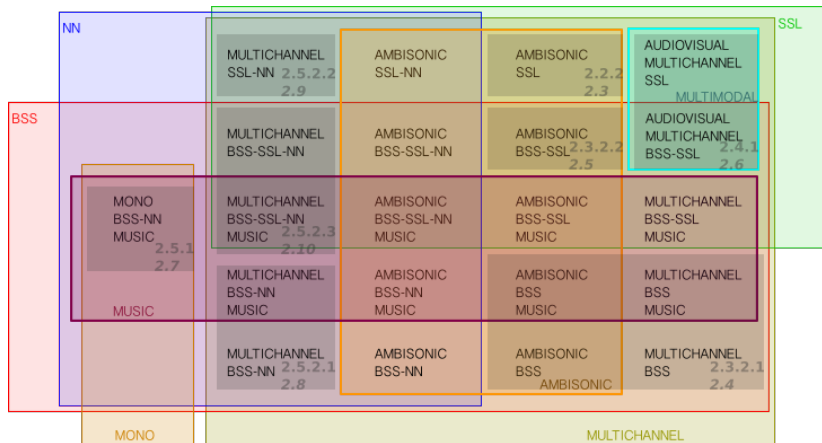 NN
SSL
MULTICHANNEL
SSL-NN
2.5.2.2
2.9
AMBISONIC
SSL-NN
AMBISONIC
SSL
2.2.2
2.3
AUDIOVISUAL
MULTICHANNEL
SSL
MULTIMODAL
BSS
MULTICHANNEL
BSS-SSL-NN
AMBISONIC
BSS-SSL-NN
AMBISONIC
BSS-SSL
2.3.2.2
2.5
AUDIOVISUAL
MULTICHANNEL
BSS-SSL
2.4.1
2.6
MONO
BSS-NN
MUSIC
2.5.1
2.7
MULTICHANNEL
BSS-SSL-NN
MUSIC
2.5.2.3
2.10
AMBISONIC
BSS-SSL-NN
MUSIC
AMBISONIC
BSS-SSL
MUSIC
MULTICHANNEL
BSS-SSL
MUSIC
MUSIC
MULTICHANNEL
BSS-NN
MUSIC
AMBISONIC
BSS-NN
MUSIC
AMBISONIC
BSS
MUSIC
MULTICHANNEL
BSS
MUSIC
MULTICHANNEL
BSS-NN
2.5.2.1
2.8
AMBISONIC
BSS-NN
AMBISONIC
BSS
AMBISONIC
MULTICHANNEL
BSS
2.3.2.1
2.4
MONO
MULTICHANNEL